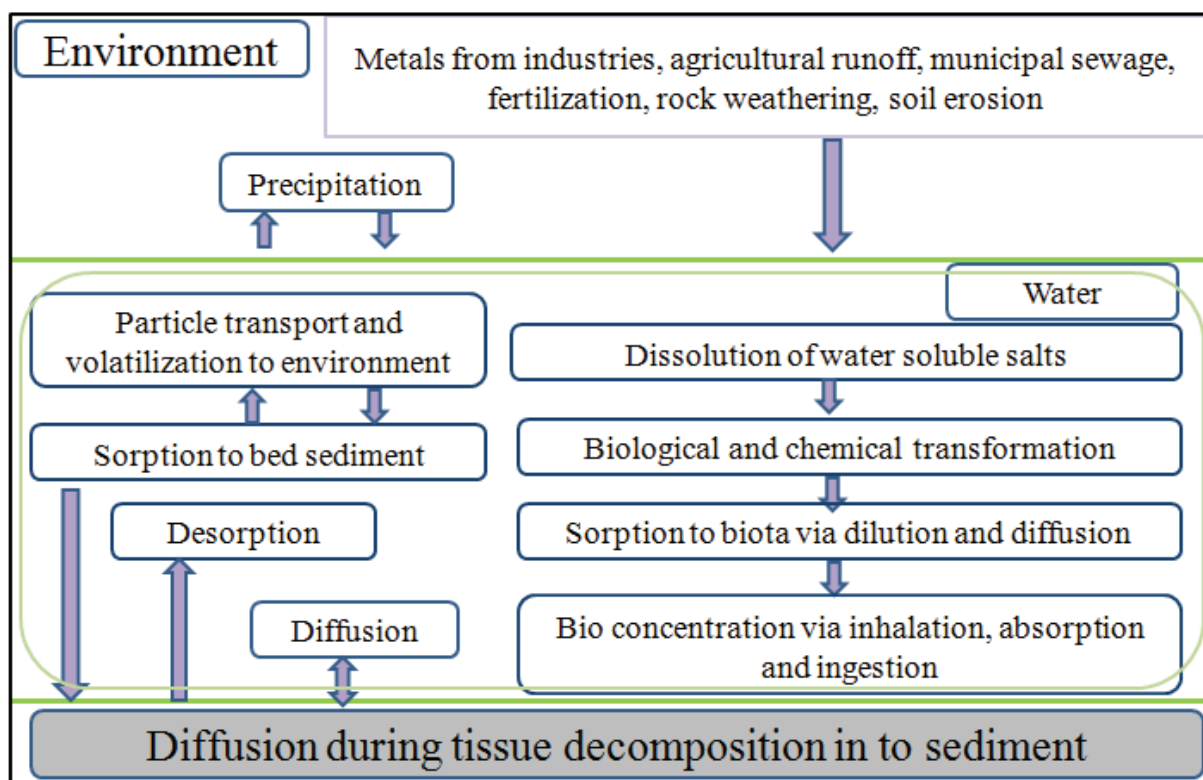 Environment
Metals from industries, agricultural runoff, municipal sewage,
fertilization, rock weathering, soil erosion
Precipitation
Water
Particle transport and
volatilization to environment
Sorption to bed sediment
Desorption
Diffusion
Dissolution of water soluble salts
Biological and chemical transformation
Sorption to biota via dilution and diffusion
Bio concentration via inhalation, absorption
and ingestion
Diffusion during tissue decomposition in to sediment